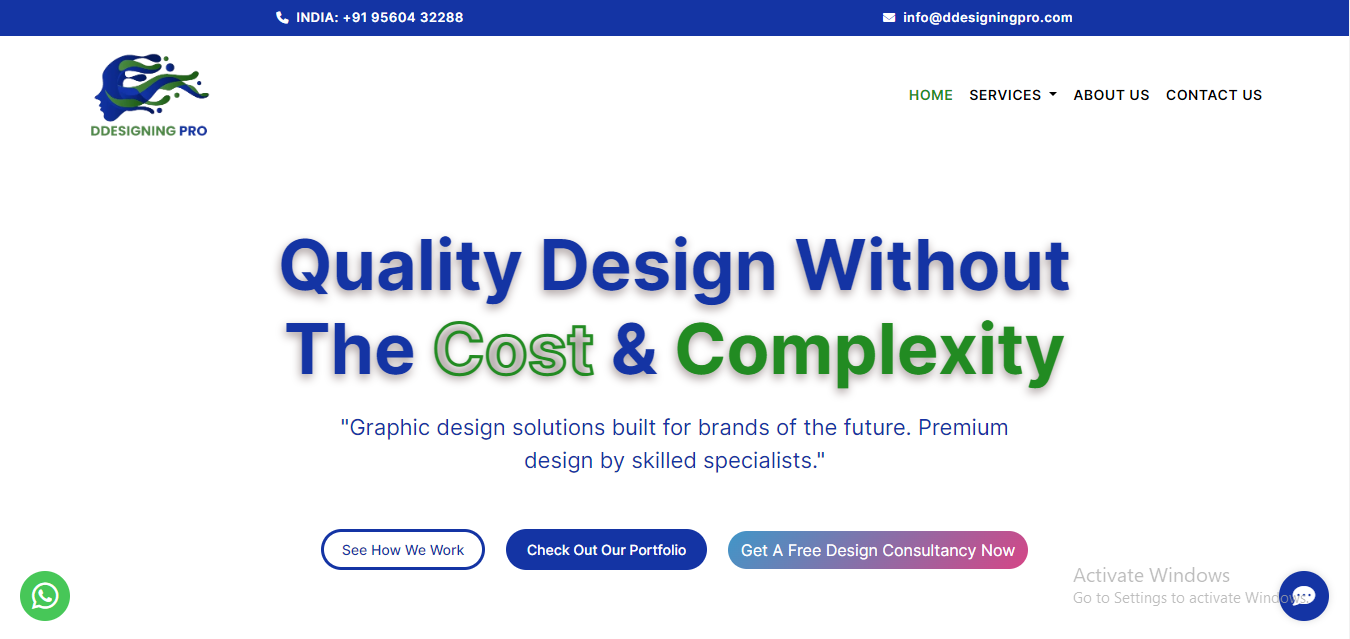 INDIA: +91 95604 32288
info@ddesigningpro.com
DDESIGNING PRO
HOME
SERVICES
ABOUT US
CONTACT US
Quality Design Without
The Cost & Complexity
"Graphic design solutions built for brands of the future. Premium
design by skilled specialists."
See How We Work
Check Out Our Portfolio
Get A Free Design Consultancy Now
Activate Windows
Go to Settings to activate Windows.